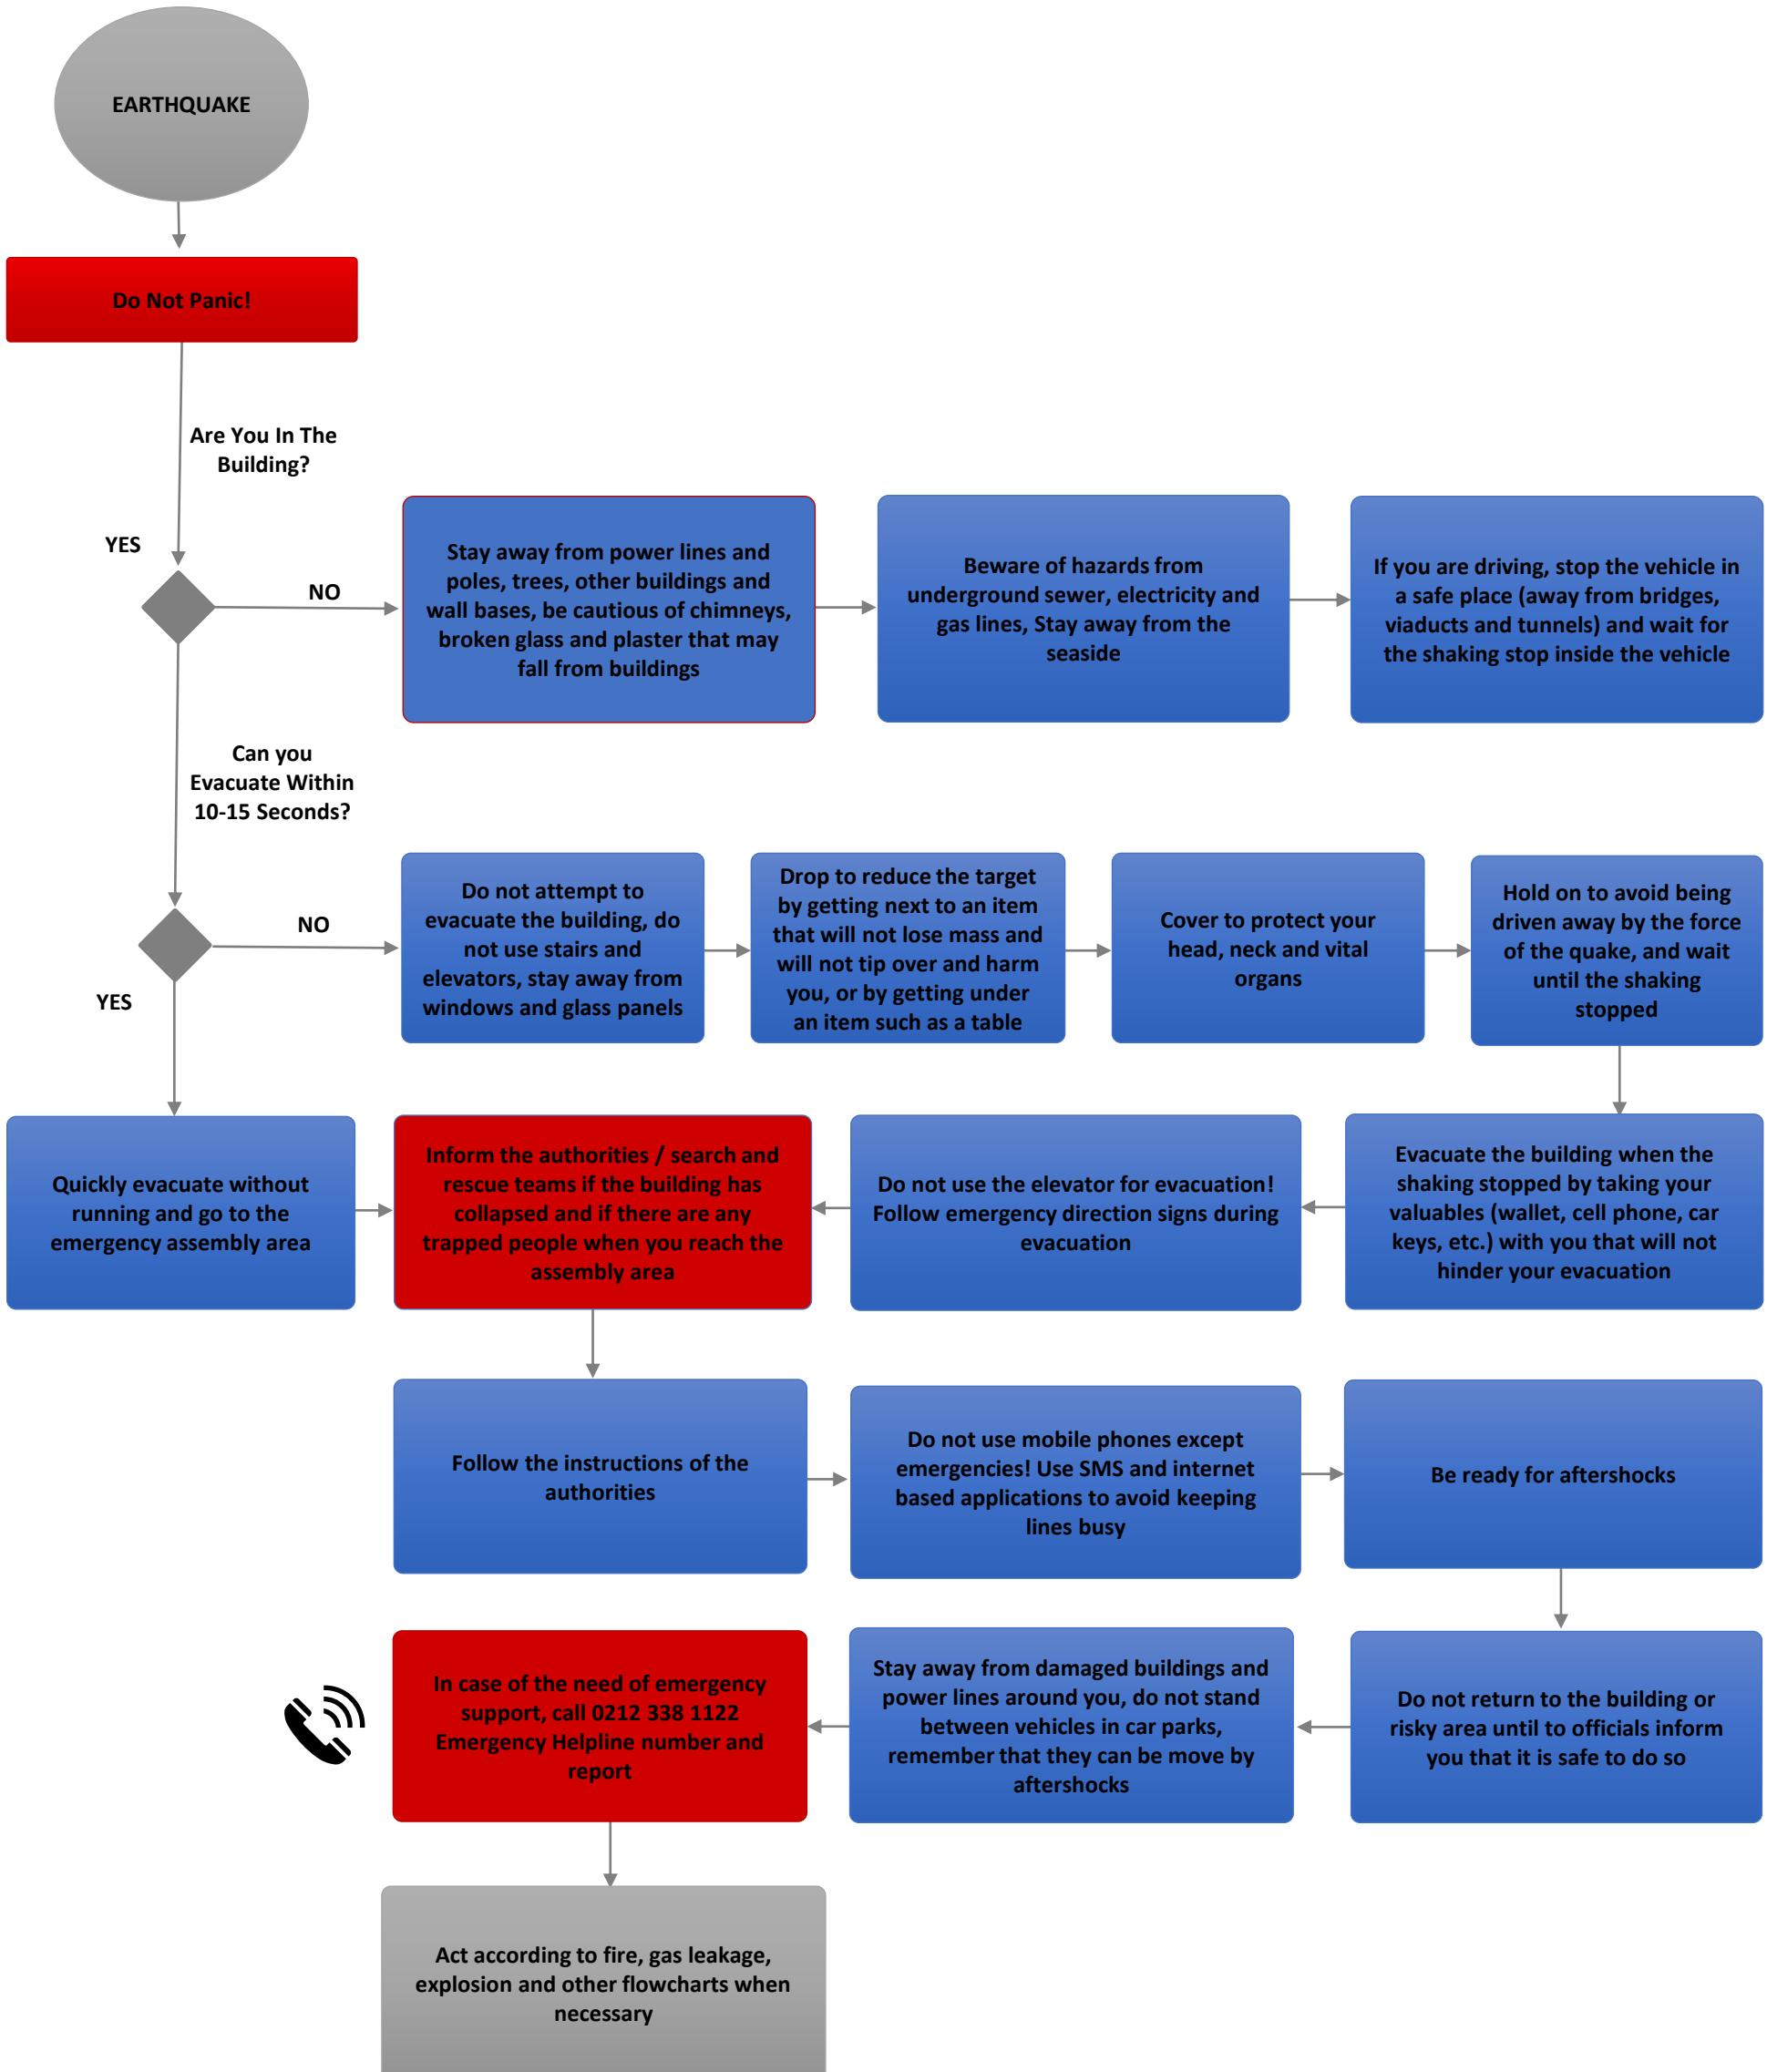 EARTHQUAKE
Do Not Panic!
Are You In The
Building?
YES
NO
Stay away from power lines and
poles, trees, other buildings and
wall bases, be cautious of chimneys,
broken glass and plaster that may
fall from buildings
Beware of hazards from
underground sewer, electricity and
gas lines, Stay away from the
seaside
If you are driving, stop the vehicle in
a safe place (away from bridges,
viaducts and tunnels) and wait for
the shaking stop inside the vehicle
Can you
Evacuate Within
10-15 Seconds?
NO
YES
Do not attempt to
evacuate the building, do
not use stairs and
elevators, stay away from
windows and glass panels
Drop to reduce the target
by getting next to an item
that will not lose mass and
will not tip over and harm
you, or by getting under
an item such as a table
Cover to protect your
head, neck and vital
organs
Hold on to avoid being
driven away by the force
of the quake, and wait
until the shaking
stopped
Quickly evacuate without
running and go to the
emergency assembly area
Inform the authorities / search and
rescue teams if the building has
collapsed and if there are any
trapped people when you reach the
assembly area
Do not use the elevator for evacuation!
Follow emergency direction signs during
evacuation
Evacuate the building when the
shaking stopped by taking your
valuables (wallet, cell phone, car
keys, etc.) with you that will not
hinder your evacuation
Follow the instructions of the
authorities
Do not use mobile phones except
emergencies! Use SMS and internet
based applications to avoid keeping
lines busy
Be ready for aftershocks
In case of the need of emergency
support, call 0212 338 1122
Emergency Helpline number and
report
Stay away from damaged buildings and
power lines around you, do not stand
between vehicles in car parks,
remember that they can be move by
aftershocks
Do not return to the building or
risky area until to officials inform
you that it is safe to do so
Act according to fire, gas leakage,
explosion and other flowcharts when
necessary